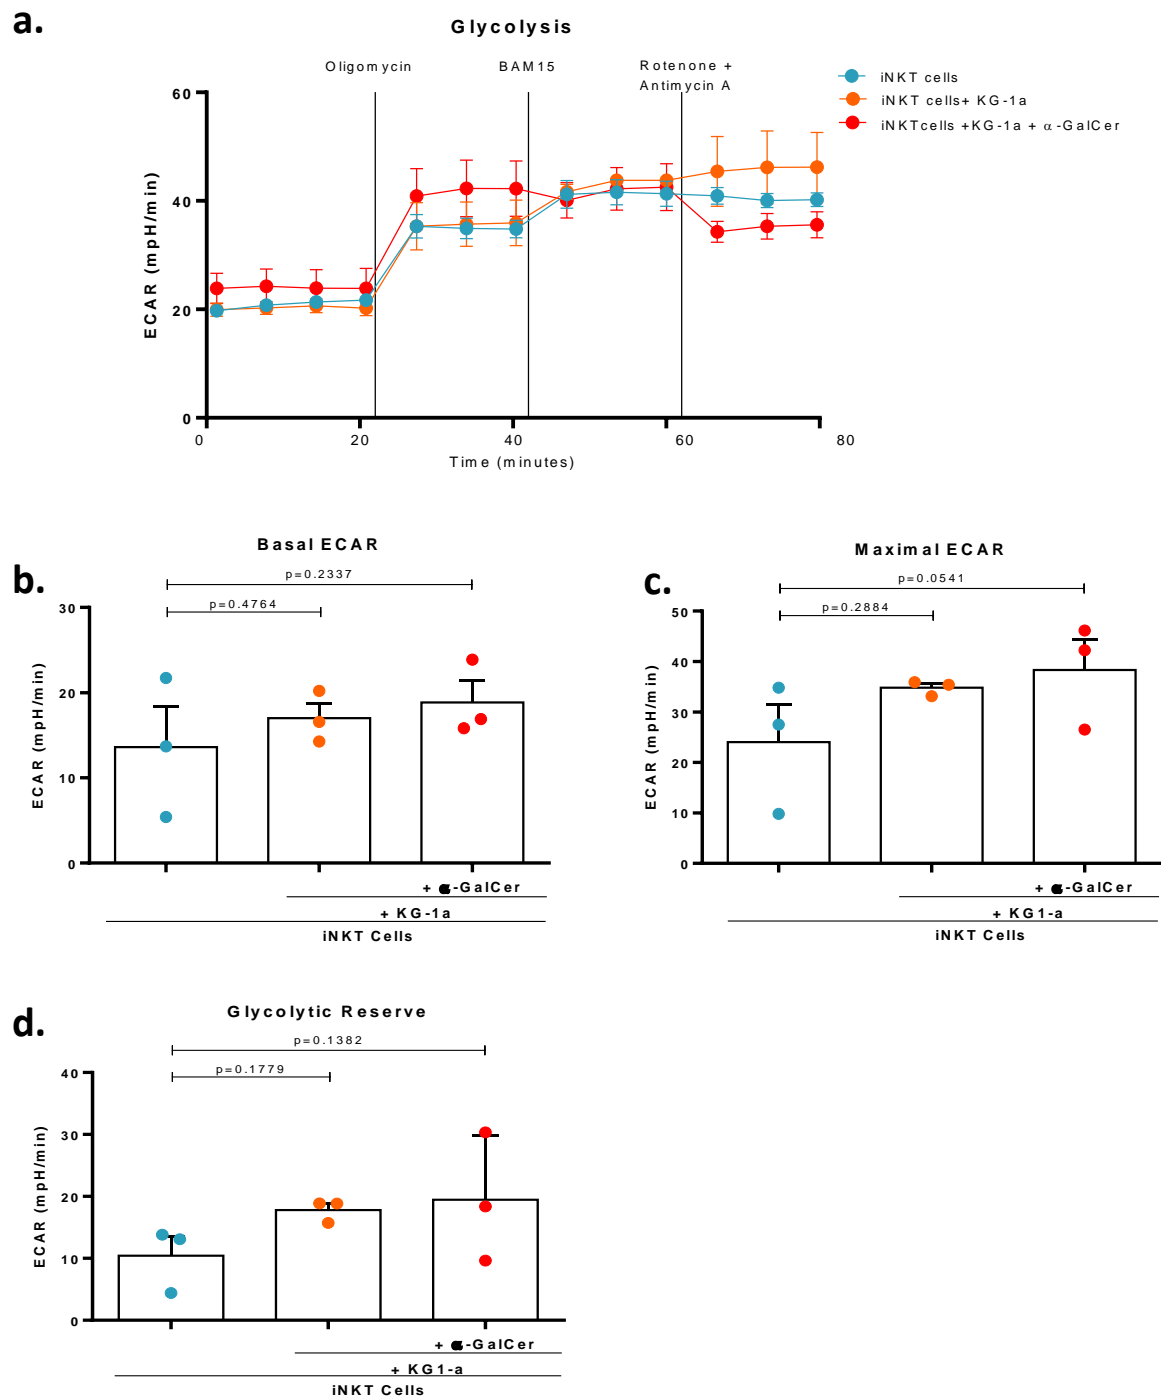 a.
Glycolysis
Oligomycin
BAM15
Rotenone +
Antimycin A
iNKT cells
iNKT cells+ KG-1a
iNKTcells +KG-1a + α-GalCer
ECAR (mpH/min)
60
40
20
0
0 20 40 60 80
Time (minutes)
b.
Basal ECAR
p=0.2337
p=0.4764
ECAR (mpH/min)
30
20
10
0
+ α-GalCer
+ KG-1a
iNKT Cells
c.
Maximal ECAR
p=0.0541
p=0.2884
ECAR (mpH/min)
50
40
30
20
10
0
+ α-GalCer
+ KG1-a
iNKT Cells
d.
Glycolytic Reserve
p=0.1382
p=0.1779
ECAR (mpH/min)
40
30
20
10
0
+ α-GalCer
+ KG1-a
iNKT Cells